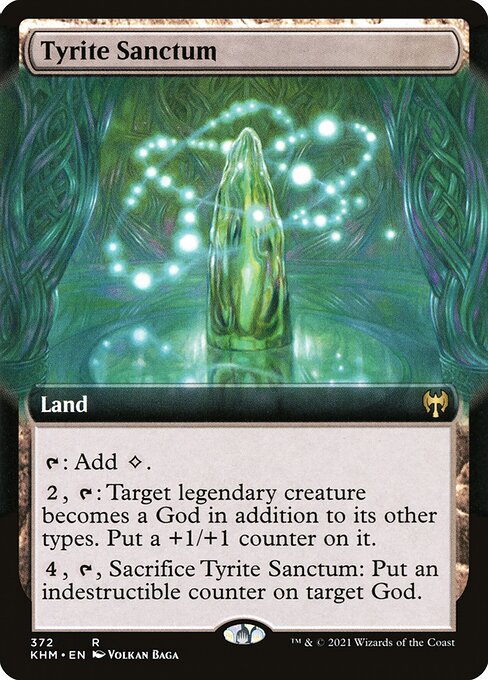 Tyrite Sanctum
Land
: Add .
2 , : Target legendary creature
becomes a God in addition to its other
types. Put a +1/+1 counter on it.
4 , , Sacrifice Tyrite Sanctum: Put an
indestructible counter on target God.
372 R
KHM • EN Volkan Baga
™ & © 2021 Wizards of the Coast